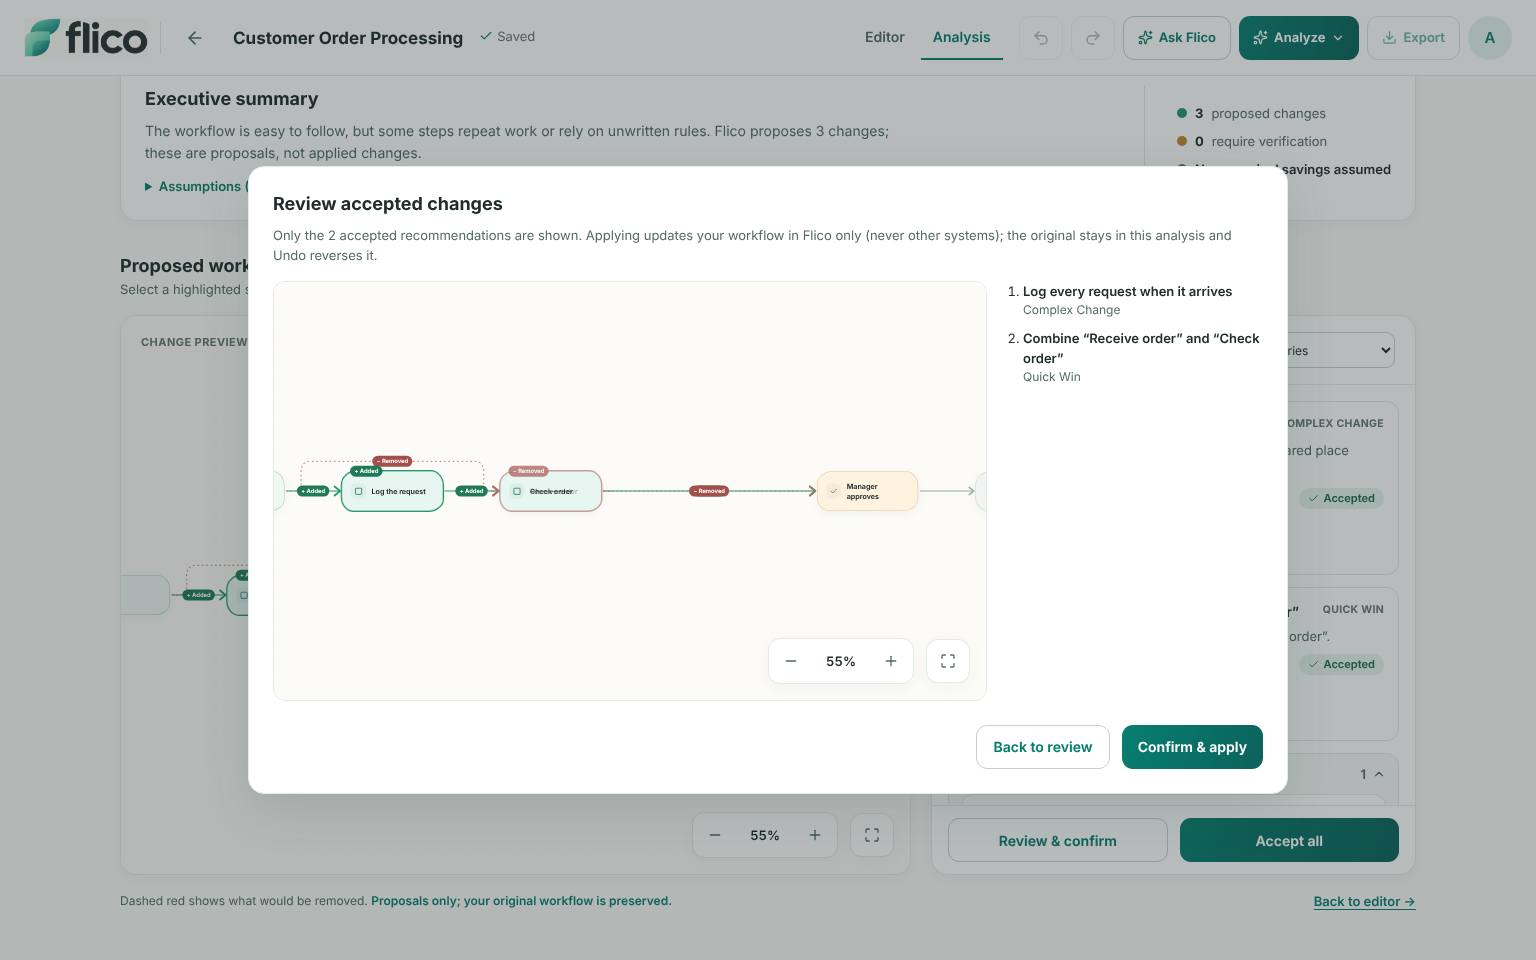 flico
Customer Order Processing
Saved
Editor
Analysis
Ask Flico
Analyze
Export
A
Executive summary
The workflow is easy to follow, but some steps repeat work or rely on unwritten rules. Flico proposes 3 changes;
these are proposals, not applied changes.
Assumptions (
3 proposed changes
0 require verification
savings assumed
Proposed work
Select a highlighted s
CHANGE PREVIEW
+ Added
Review accepted changes
Only the 2 accepted recommendations are shown. Applying updates your workflow in Flico only (never other systems); the original stays in this analysis and
Undo reverses it.
− Removed
+ Added
− Removed
+ Added
Log the request
+ Added
Check order
− Removed
Manager
approves
55%
1. Log every request when it arrives
Complex Change
2. Combine “Receive order” and “Check
order”
Quick Win
Back to review
Confirm & apply
ries
OMPLEX CHANGE
ared place
Accepted
r”
QUICK WIN
order”.
Accepted
1
55%
Review & confirm
Accept all
Dashed red shows what would be removed. Proposals only; your original workflow is preserved.
Back to editor →